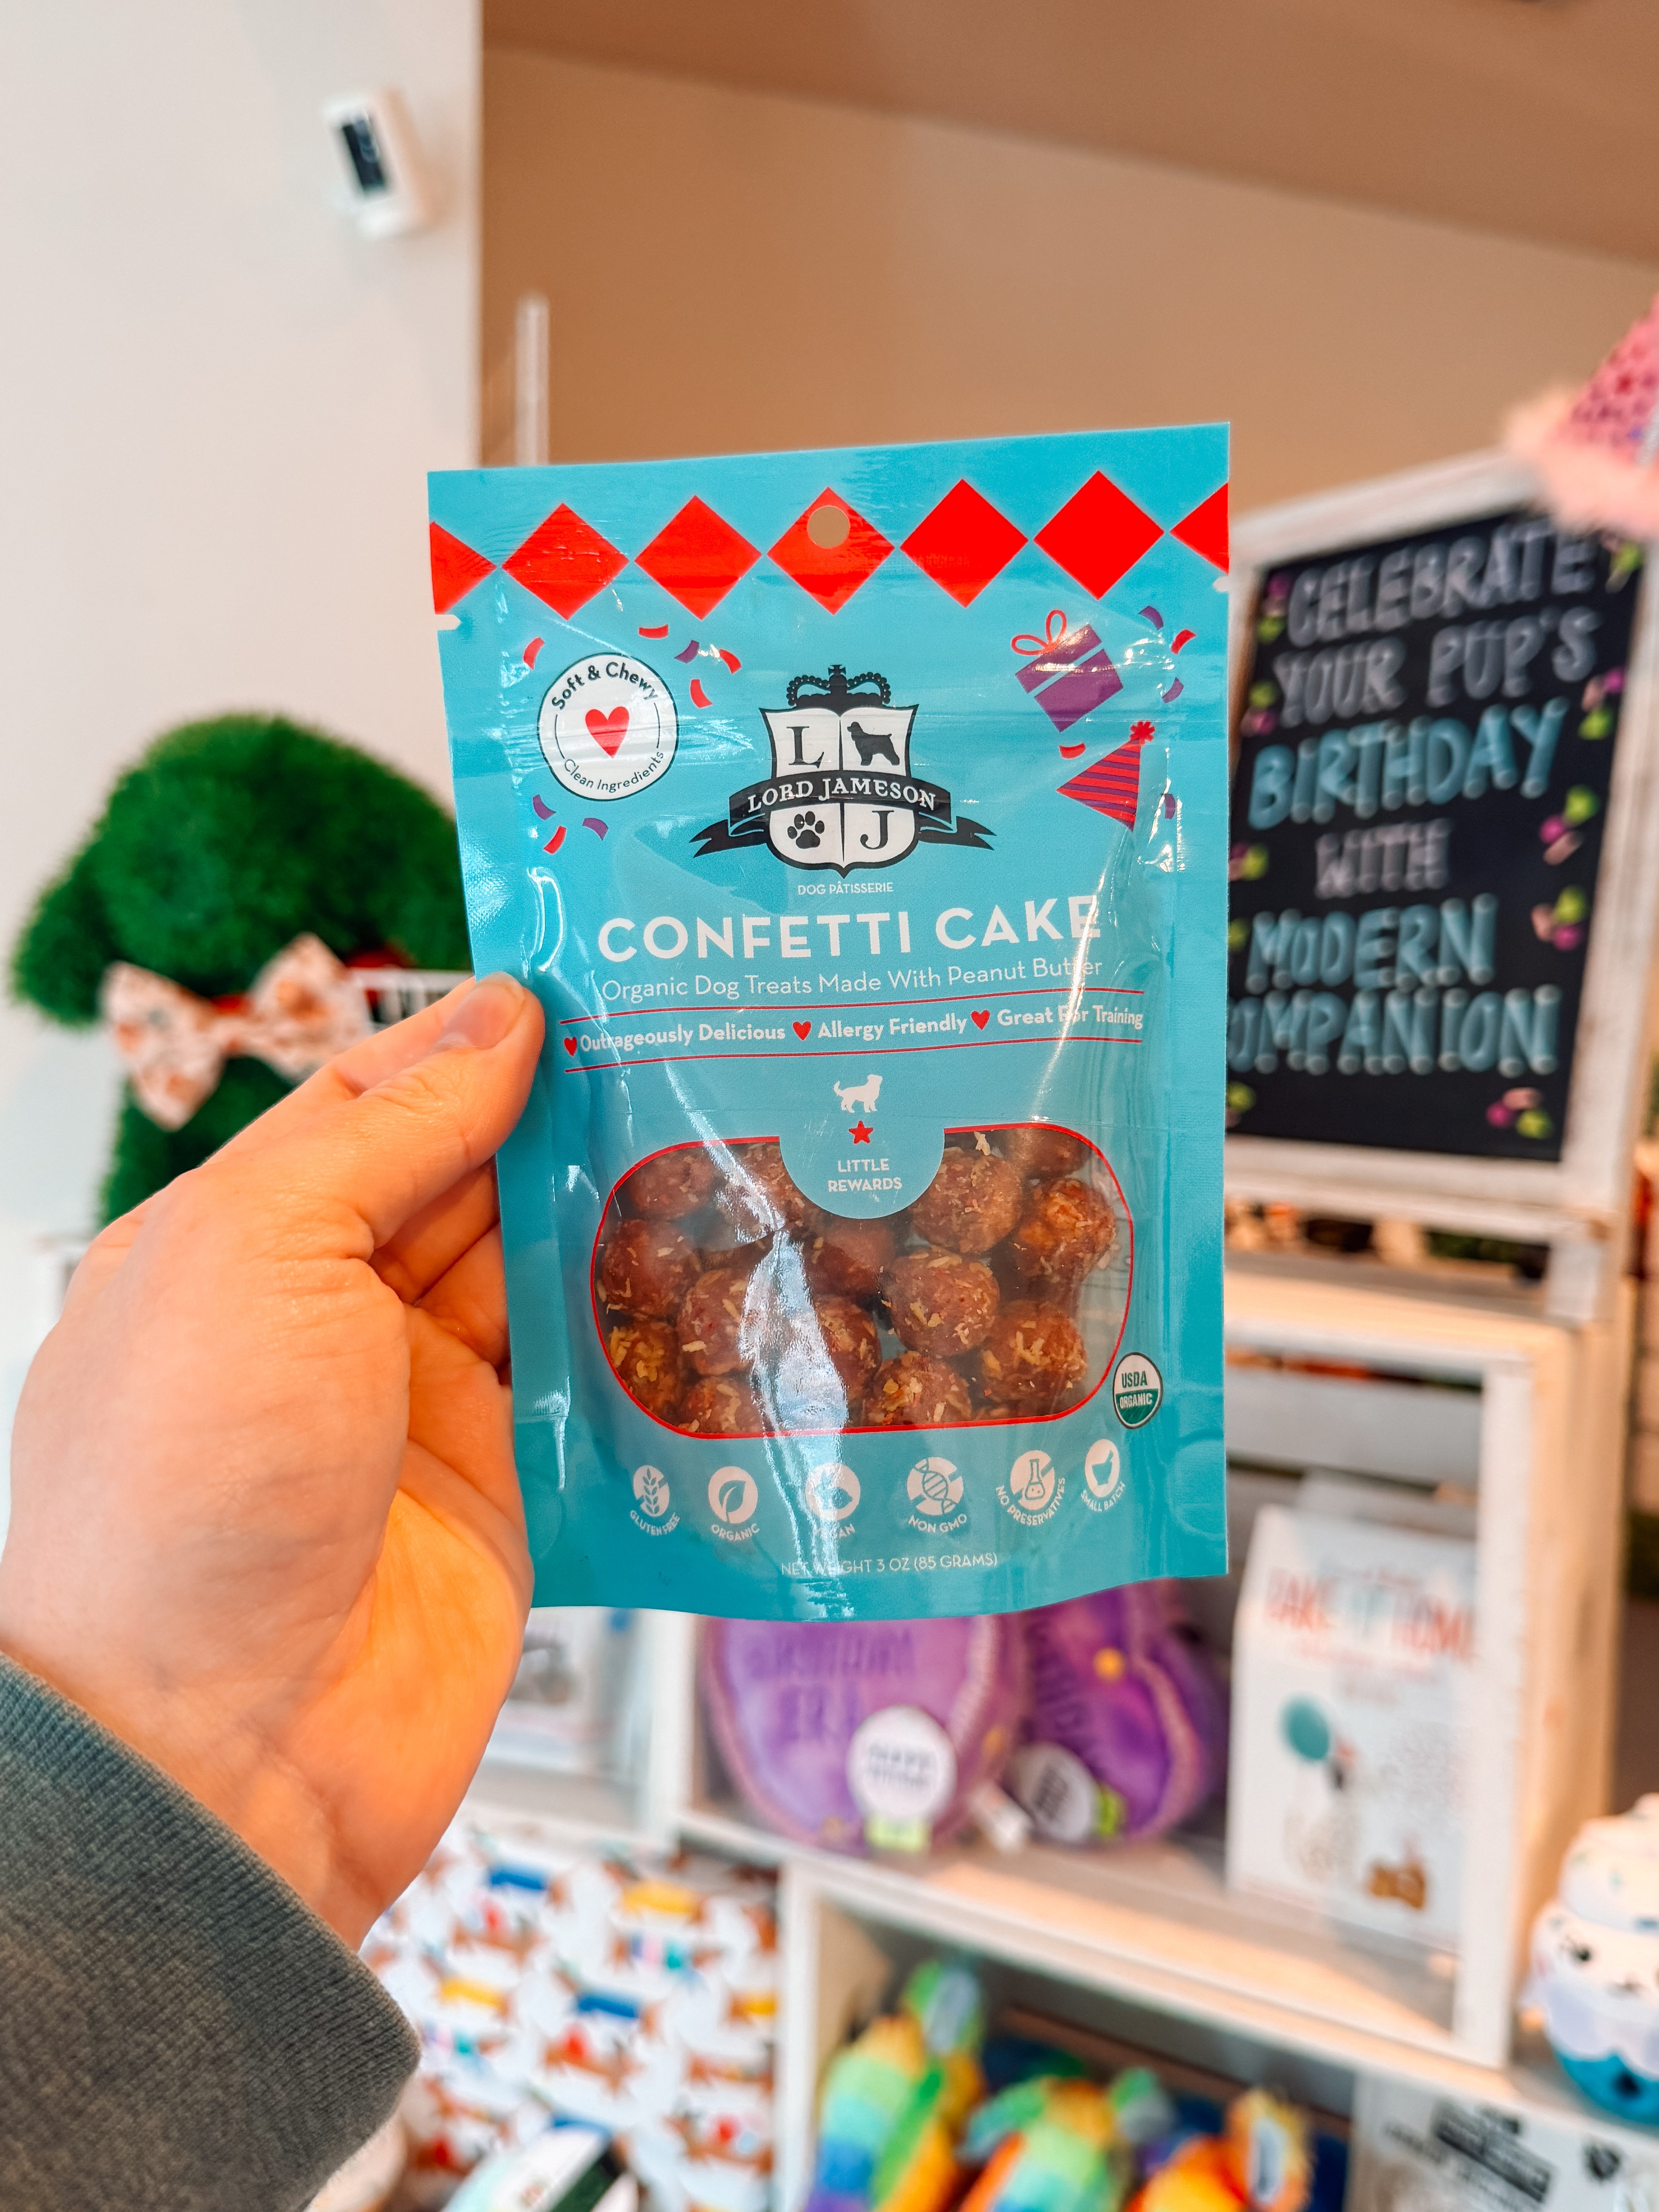 Soft & Chewy
Clean Ingredients
L
LORD JAMESON
J
DOG PÂTISSERIE
CONFETTI CAKE
Organic Dog Treats Made With Peanut Butter
Outrageously Delicious Allergy Friendly Great For Training
LITTLE
REWARDS
USDA
ORGANIC
GLUTEN FREE
ORGANIC
NON GMO
NO PRESERVATIVES
SMALL BATCH
NET WEIGHT 3 OZ (85 GRAMS)
CELEBRATE
YOUR PUP'S
BIRTHDAY
WITH
MODERN
COMPANION
BIRTHDAY